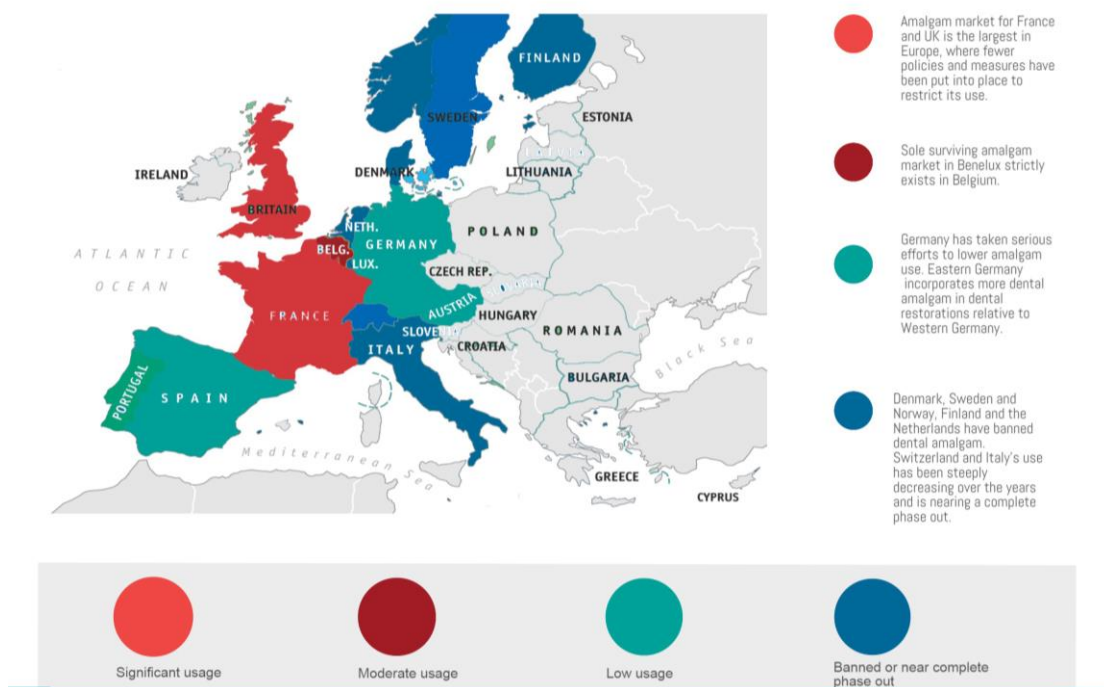 FINLAND
SWEDEN
ESTONIA
IRELAND
DENMARK
LITHUANIA
BRITAIN
NETH.
POLAND
BELG.
GERMANY
ATLANTIC
OCEAN
LUX.
CZECH REP.
AUSTRIA
HUNGARY
FRANCE
ROMANIA
ITALY
CROATIA
Black Sea
BULGARIA
PORTUGAL
SPAIN
Mediterranean Sea
GREECE
CYPRUS
Amalgam market for France
and UK is the largest in
Europe, where fewer
policies and measures have
been put into place to
restrict its use.
Sole surviving amalgam
market in Benelux strictly
exists in Belgium.
Germany has taken serious
efforts to lower amalgam
use. Eastern Germany
incorporates more dental
amalgam in dental
restorations relative to
Western Germany.
Denmark, Sweden and
Norway, Finland and the
Netherlands have banned
dental amalgam.
Switzerland and Italy's use
has been steeply
decreasing over the years
and is nearing a complete
phase out.
Significant usage
Moderate usage
Low usage
Banned or near complete
phase out